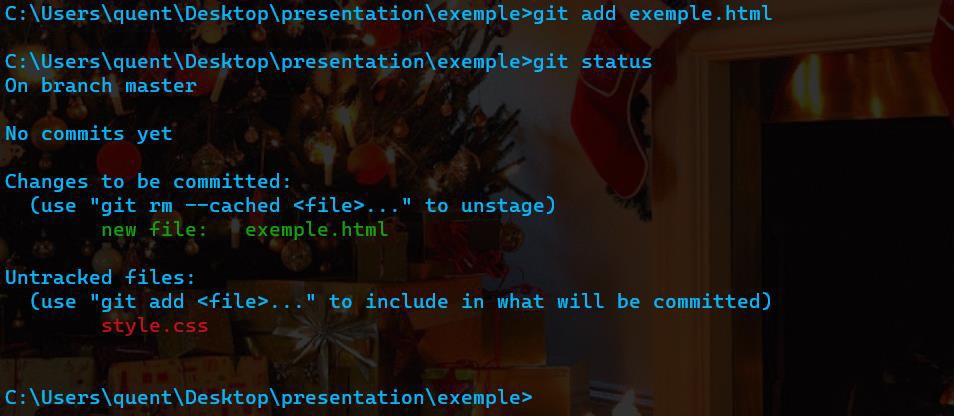 C:\Users\quent\Desktop\presentation\exemple>git add exemple.html
C:\Users\quent\Desktop\presentation\exemple>git status
On branch master
No commits yet
Changes to be committed:
  (use "git rm --cached <file>..." to unstage)
        new file:   exemple.html
Untracked files:
  (use "git add <file>..." to include in what will be committed)
        style.css
C:\Users\quent\Desktop\presentation\exemple>